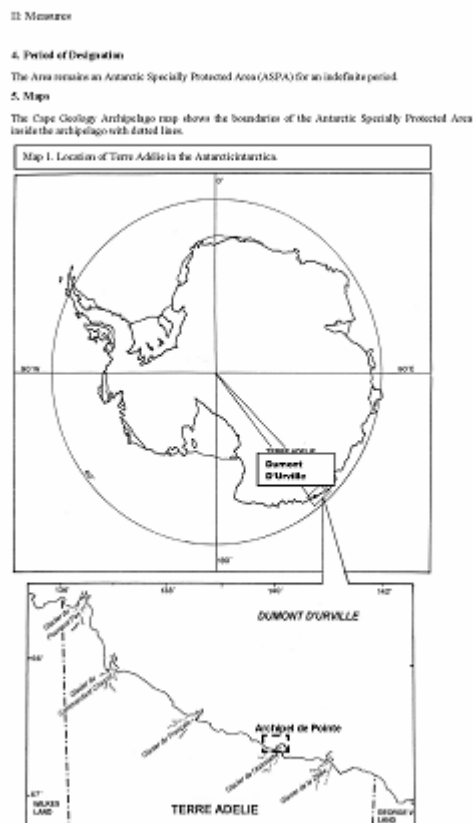 II: Measures
4. Period of Designation
The Area remains an Antarctic Specially Protected Area (ASPA) for an indefinite period.
5. Maps
The Cape Geology Archipelago map shows the boundaries of the Antarctic Specially Protected Area
inside the archipelago with dotted lines.
Map 1. Location of Terre Adélie in the Antarcticintarctica.
0°
90°W
90°E
TERRE ADELIE
Dumont
D'Urville
180°
136°
138°
140°
142°
DUMONT D'URVILLE
66°
Archipel de Pointe
67°
WILKES
LAND
TERRE ADELIE
GEORGE V
LAND